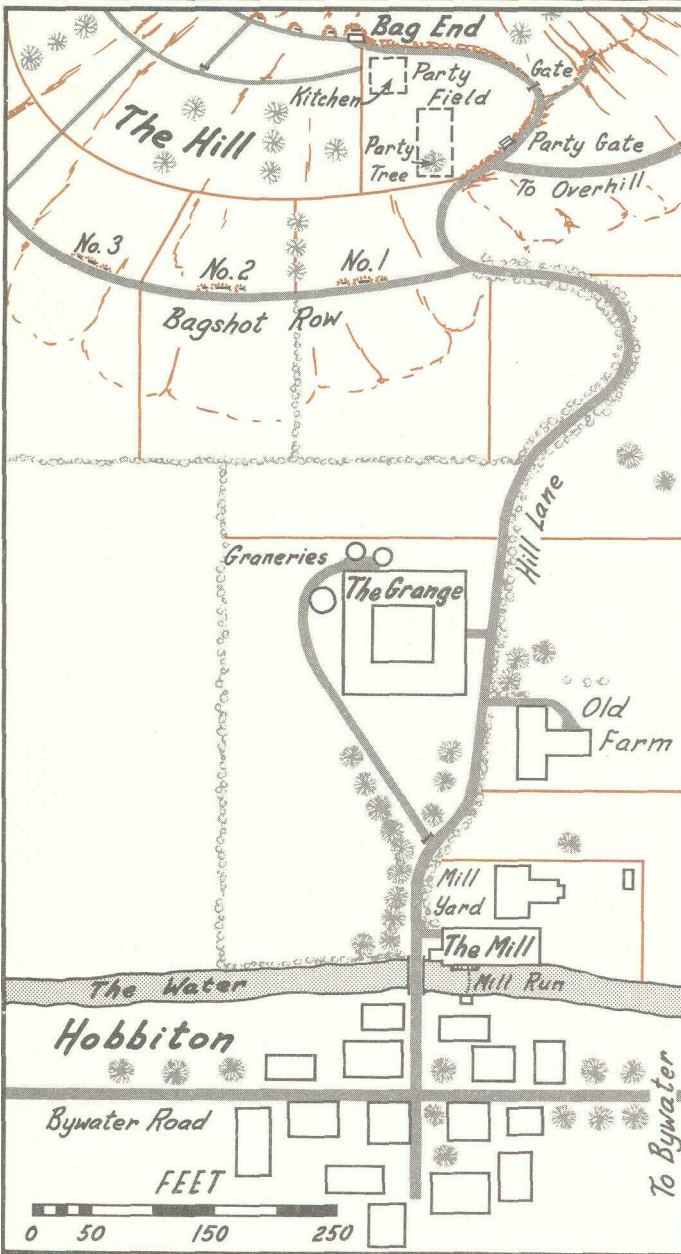 Bag End
Gate
Party
Field
Kitchen
The Hill
Party
Tree
Party Gate
To Overhill
No. 3
No. 2
No. 1
Bagshot Row
Hill Lane
Graneries
The Grange
Old
Farm
Mill
Yard
The Mill
The Water
Mill Run
Hobbiton
Bywater Road
To Bywater
FEET
0 50 150 250